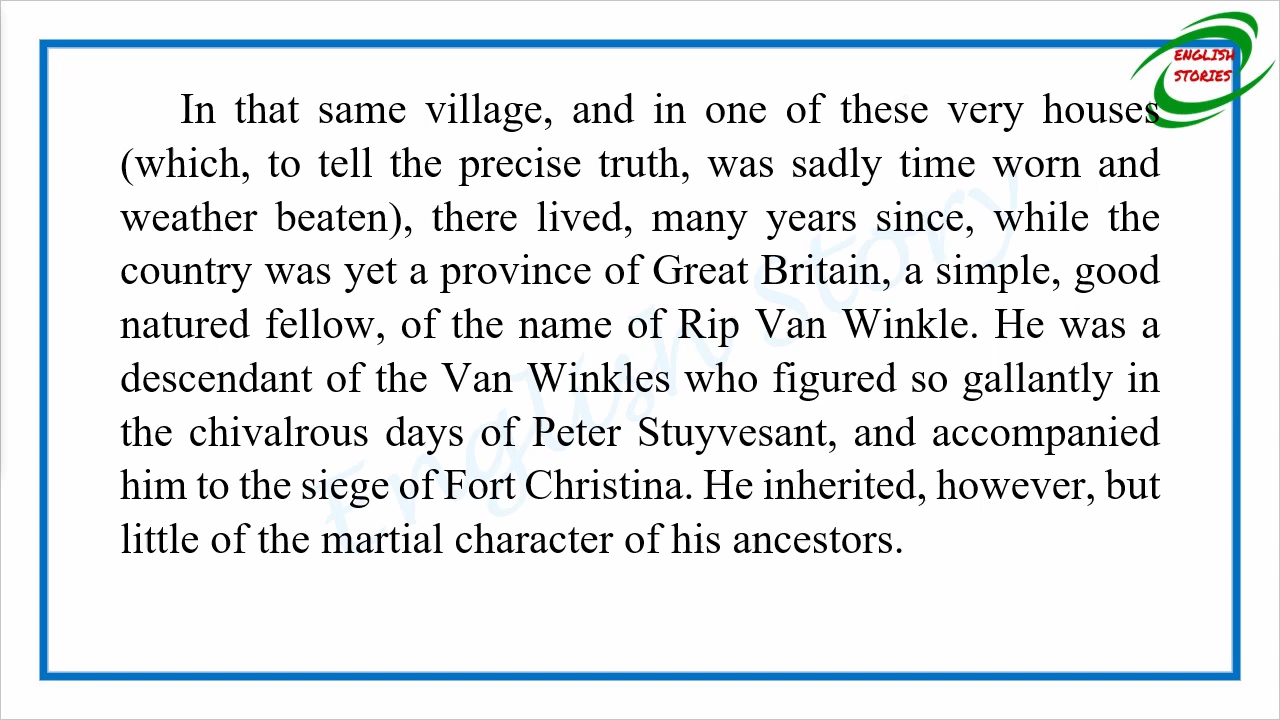 ENGLISH
STORIES
In that same village, and in one of these very houses
(which, to tell the precise truth, was sadly time worn and
weather beaten), there lived, many years since, while the
country was yet a province of Great Britain, a simple, good
natured fellow, of the name of Rip Van Winkle. He was a
descendant of the Van Winkles who figured so gallantly in
the chivalrous days of Peter Stuyvesant, and accompanied
him to the siege of Fort Christina. He inherited, however, but
little of the martial character of his ancestors.
English Story